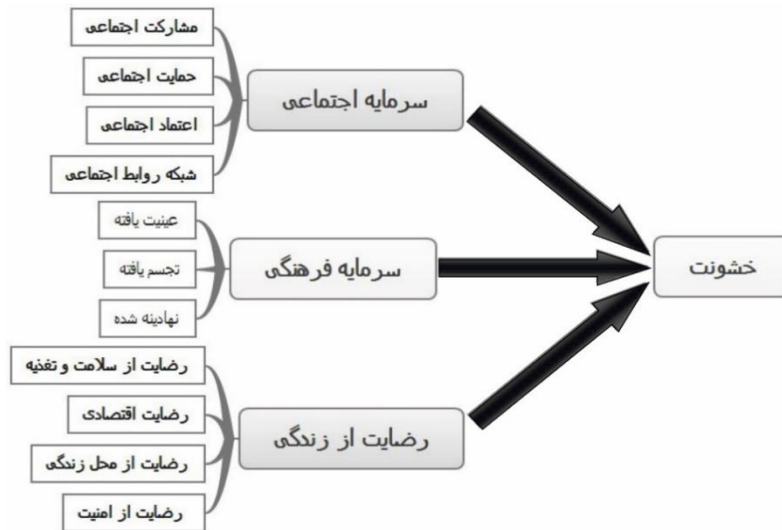 مشارکت اجتماعی
حمایت اجتماعی
سرمایه اجتماعی
اعتماد اجتماعی
شبکه روابط اجتماعی
عینیت یافته
سرمایه فرهنگی
تجسم یافته
نهادینه شده
خشونت
رضایت از سلامت و تغذیه
رضایت اقتصادی
رضایت از زندگی
رضایت از محل زندگی
رضایت از امنیت